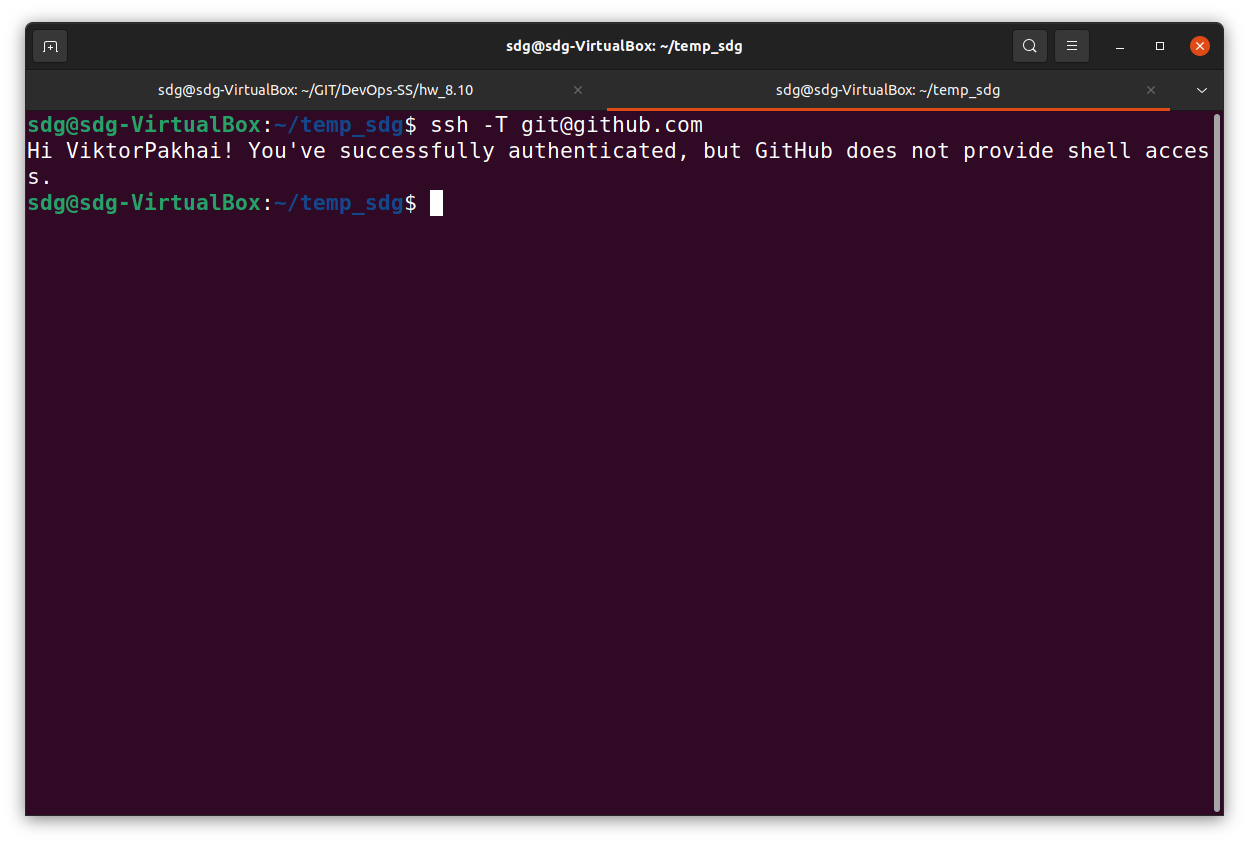 sdg@sdg-VirtualBox: ~/temp_sdg
sdg@sdg-VirtualBox: ~/GIT/DevOps-SS/hw_8.10
sdg@sdg-VirtualBox: ~/temp_sdg
sdg@sdg-VirtualBox:~/temp_sdg$ ssh -T git@github.com
Hi ViktorPakhai! You've successfully authenticated, but GitHub does not provide shell acces
s.
sdg@sdg-VirtualBox:~/temp_sdg$